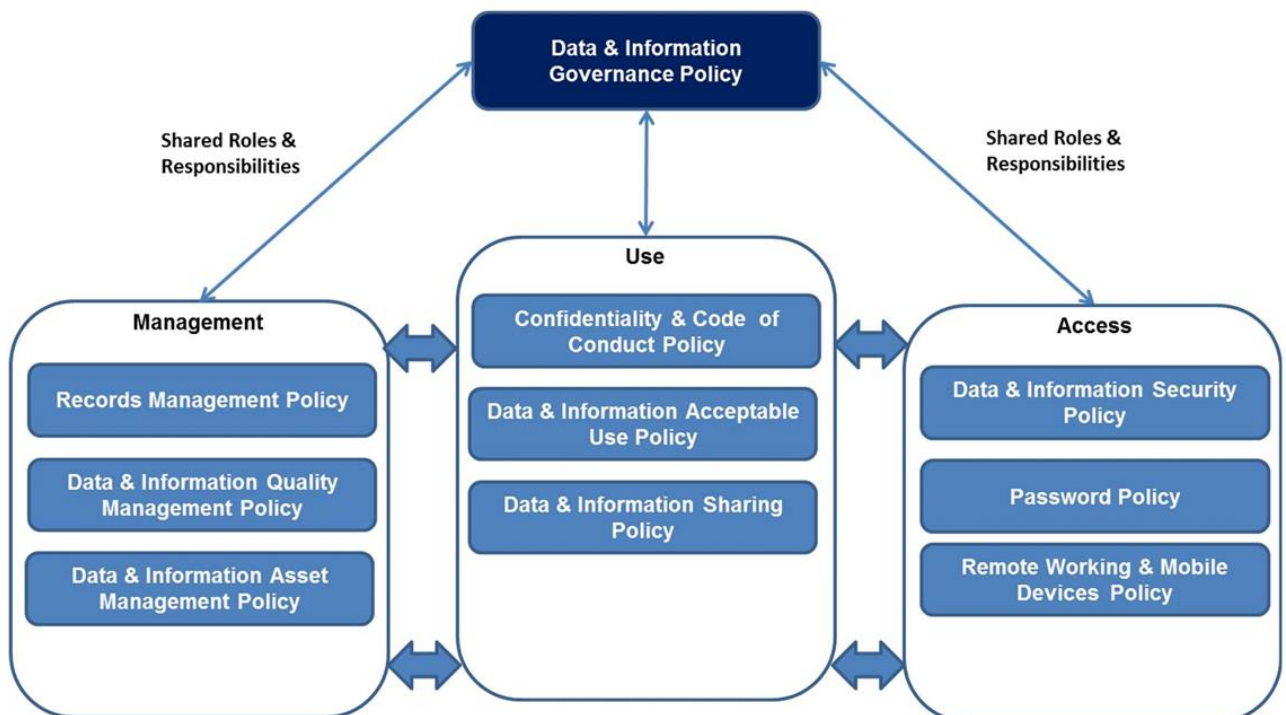 Data & Information
Governance Policy
Shared Roles &
Responsibilities
Shared Roles &
Responsibilities
Management
Records Management Policy
Data & Information Quality
Management Policy
Data & Information Asset
Management Policy
Use
Confidentiality & Code of
Conduct Policy
Data & Information Acceptable
Use Policy
Data & Information Sharing
Policy
Access
Data & Information Security
Policy
Password Policy
Remote Working & Mobile
Devices Policy